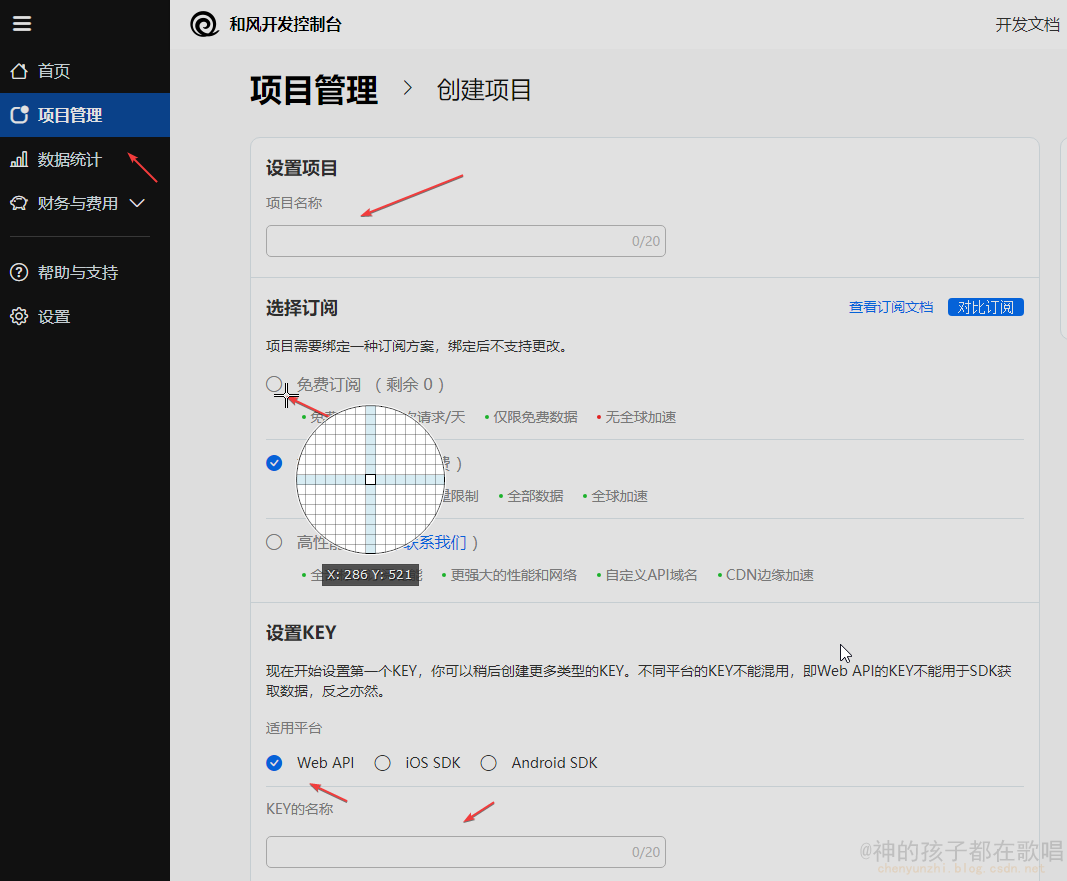 和风开发控制台
开发文档
首页
项目管理
数据统计
财务与费用
帮助与支持
设置
项目管理 > 创建项目
设置项目
项目名称
0/20
选择订阅
查看订阅文档
对比订阅
项目需要绑定一种订阅方案，绑定后不支持更改。
免费订阅 （ 剩余 0 ）
请求/天 • 仅限免费数据 • 无全球加速
）
量限制 • 全部数据 • 全球加速
高性 联系我们 ）
• 更强大的性能和网络 • 自定义API域名 • CDN边缘加速
X: 286 Y: 521
设置KEY
现在开始设置第一个KEY，你可以稍后创建更多类型的KEY。不同平台的KEY不能混用，即Web API的KEY不能用于SDK获
取数据，反之亦然。
适用平台
Web API
iOS SDK
Android SDK
KEY的名称
0/20
@神的孩子都在歌唱
chenyunzhi.blog.csdn.net